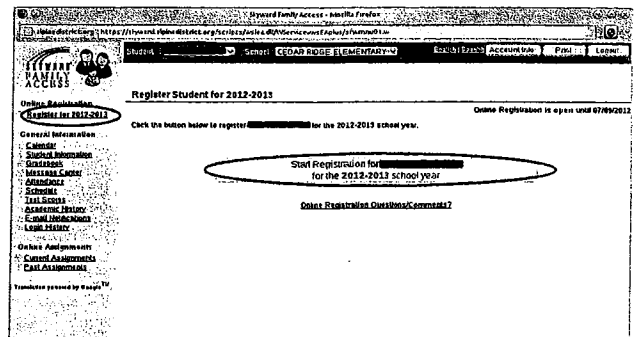 Skyward Family Access - Mozilla Firefox
Student: School: CEDAR RIDGE ELEMENTARY-W Account Info Print Logout
SKYWARD
FAMILY
ACCESS
Register Student for 2012-2013
Online Registration
Register for 2012-2013
Online Registration is open until 07/09/2012
Click the button below to register for the 2012-2013 school year.
General Information
Calendar
Student Information
Gradebook
Message Center
Attendance
Schedule
Test Scores
Academic History
E-mail Notifications
Login History
Start Registration for
for the 2012-2013 school year
Online Registration Questions/Comments?
Online Assignments
Current Assignments
Past Assignments
Translation powered by Google TM